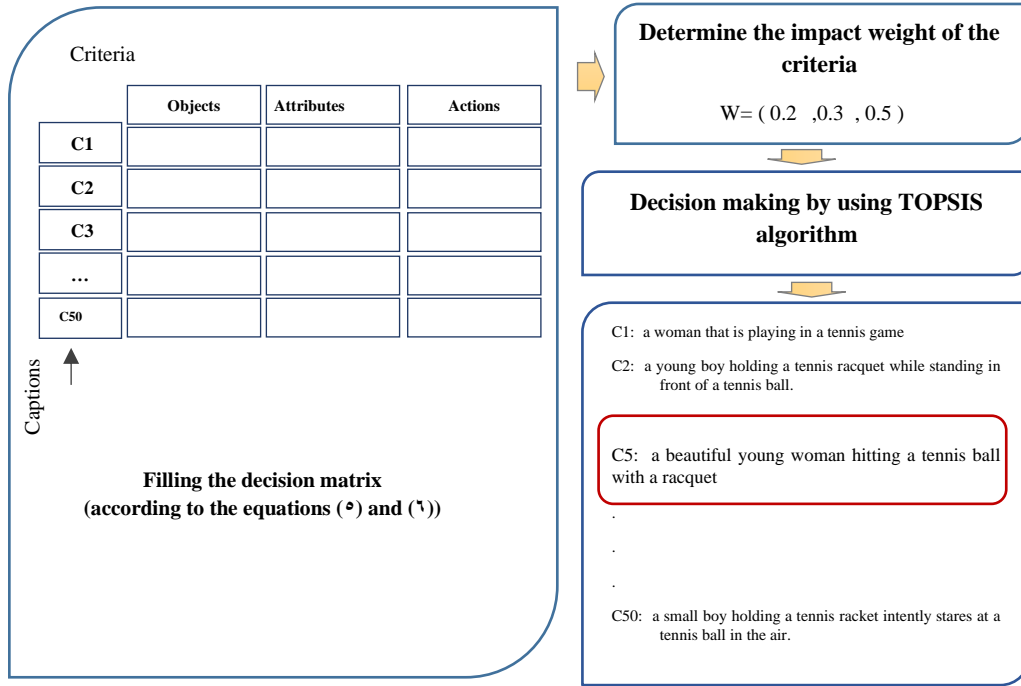 Criteria
Objects Attributes Actions
C1
C2
C3
...
C50
Captions
Filling the decision matrix
(according to the equations (٥) and (٦))
Determine the impact weight of the
criteria
W= ( 0.2 ,0.3 , 0.5 )
Decision making by using TOPSIS
algorithm
C1: a woman that is playing in a tennis game
C2: a young boy holding a tennis racquet while standing in
front of a tennis ball.
C5: a beautiful young woman hitting a tennis ball
with a racquet
.
.
.
C50: a small boy holding a tennis racket intently stares at a
tennis ball in the air.